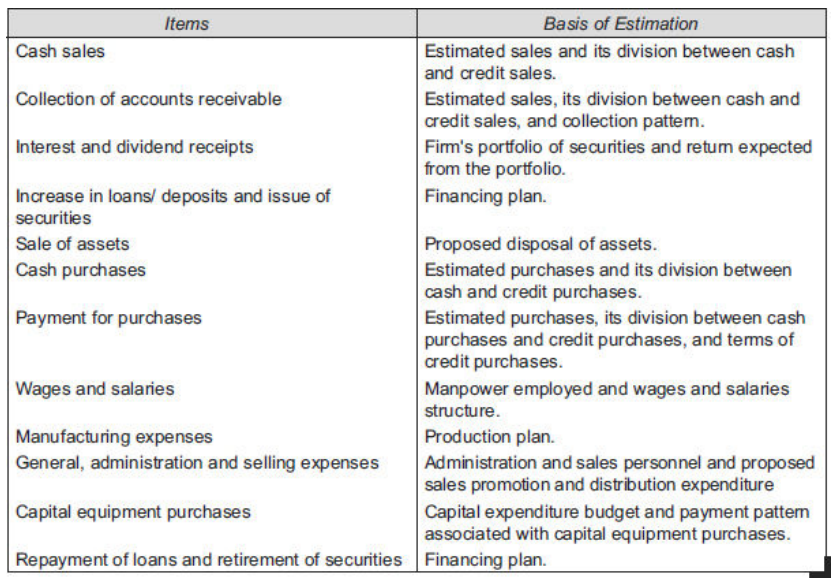 Items Basis of Estimation
Cash sales Estimated sales and its division between cash
and credit sales.
Collection of accounts receivable Estimated sales, its division between cash and
credit sales, and collection pattern.
Interest and dividend receipts Firm's portfolio of securities and return expected
from the portfolio.
Increase in loans/ deposits and issue of Financing plan.
securities
Sale of assets Proposed disposal of assets.
Cash purchases Estimated purchases and its division between
cash and credit purchases.
Payment for purchases Estimated purchases, its division between cash
purchases and credit purchases, and terms of
credit purchases.
Wages and salaries Manpower employed and wages and salaries
structure.
Manufacturing expenses Production plan.
General, administration and selling expenses Administration and sales personnel and proposed
sales promotion and distribution expenditure
Capital equipment purchases Capital expenditure budget and payment pattern
associated with capital equipment purchases.
Repayment of loans and retirement of securities Financing plan.